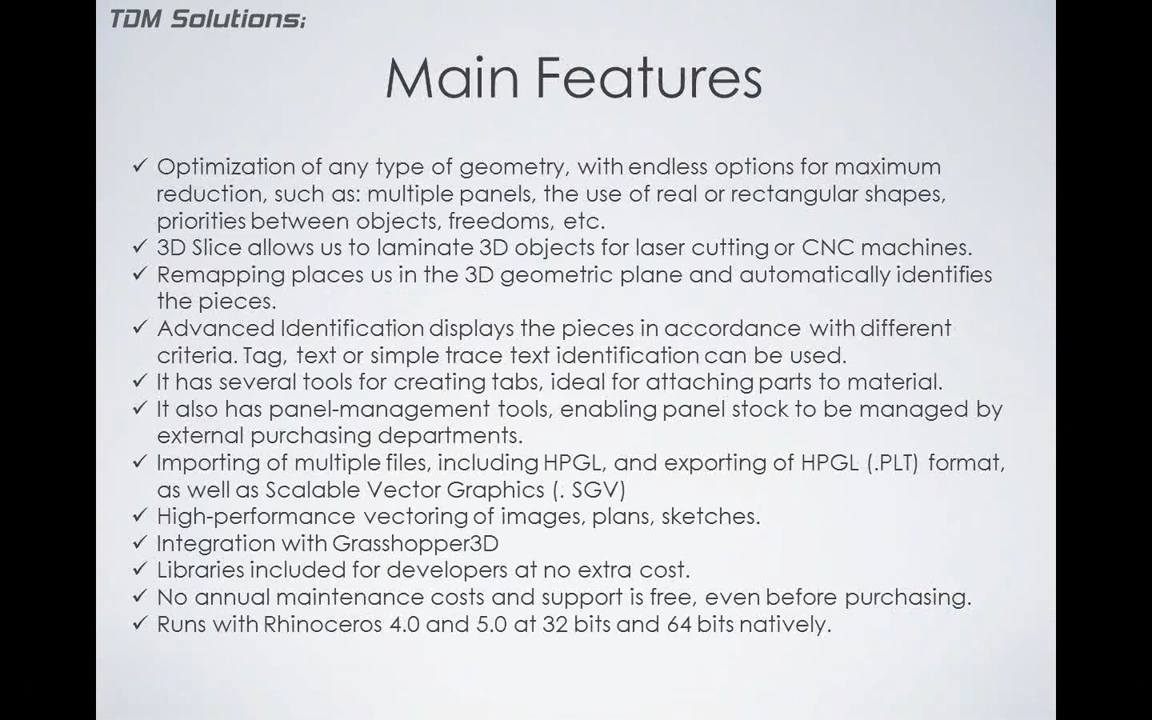 TDM Solutions;
Main Features
✓ Optimization of any type of geometry, with endless options for maximum
reduction, such as: multiple panels, the use of real or rectangular shapes,
priorities between objects, freedoms, etc.
✓ 3D Slice allows us to laminate 3D objects for laser cutting or CNC machines.
✓ Remapping places us in the 3D geometric plane and automatically identifies
the pieces.
✓ Advanced Identification displays the pieces in accordance with different
criteria. Tag, text or simple trace text identification can be used.
✓ It has several tools for creating tabs, ideal for attaching parts to material.
✓ It also has panel-management tools, enabling panel stock to be managed by
external purchasing departments.
✓ Importing of multiple files, including HPGL, and exporting of HPGL (.PLT) format,
as well as Scalable Vector Graphics (. SGV)
✓ High-performance vectoring of images, plans, sketches.
✓ Integration with Grasshopper3D
✓ Libraries included for developers at no extra cost.
✓ No annual maintenance costs and support is free, even before purchasing.
✓ Runs with Rhinoceros 4.0 and 5.0 at 32 bits and 64 bits natively.